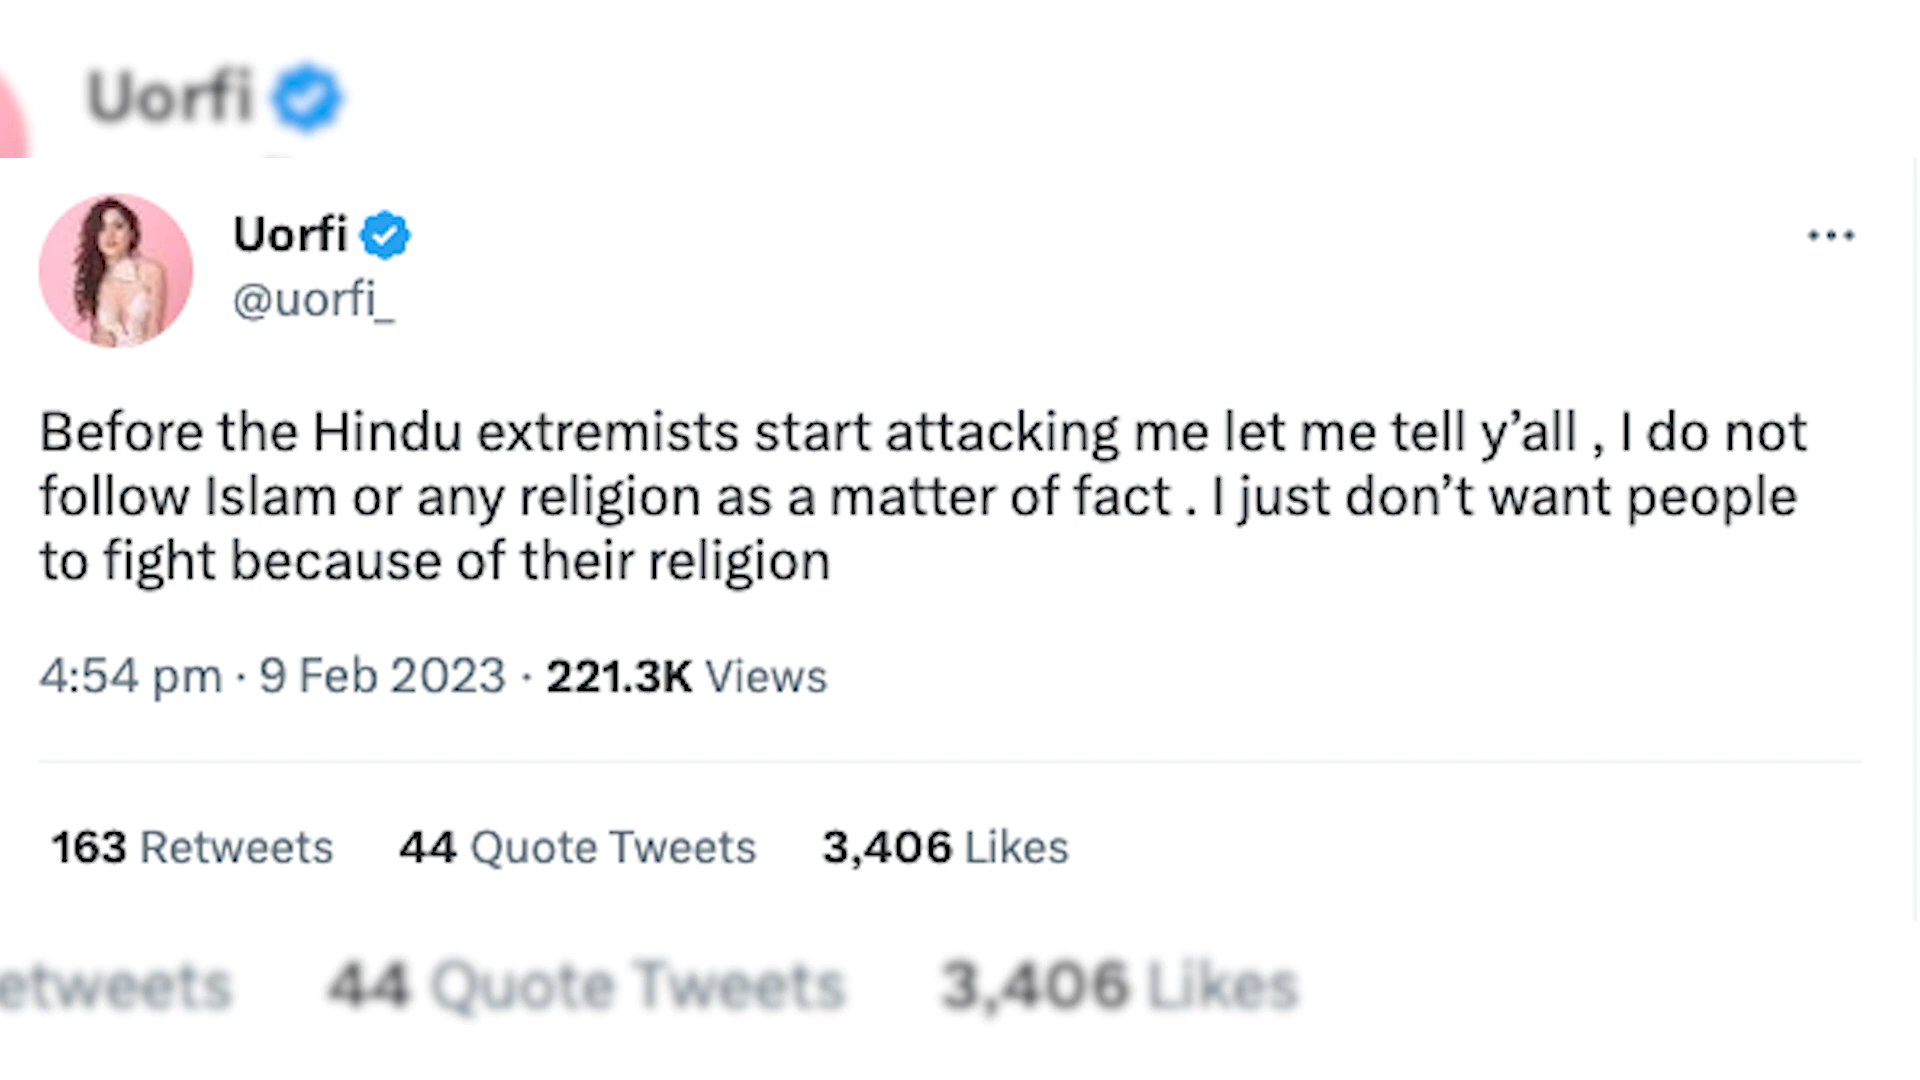 Uorfi
Uorfi
@uorfi_
Before the Hindu extremists start attacking me let me tell y’all , I do not
follow Islam or any religion as a matter of fact . I just don’t want people
to fight because of their religion
4:54 pm · 9 Feb 2023 · 221.3K Views
163 Retweets 44 Quote Tweets 3,406 Likes
etweets 44 Quote Tweets 3,406 Likes